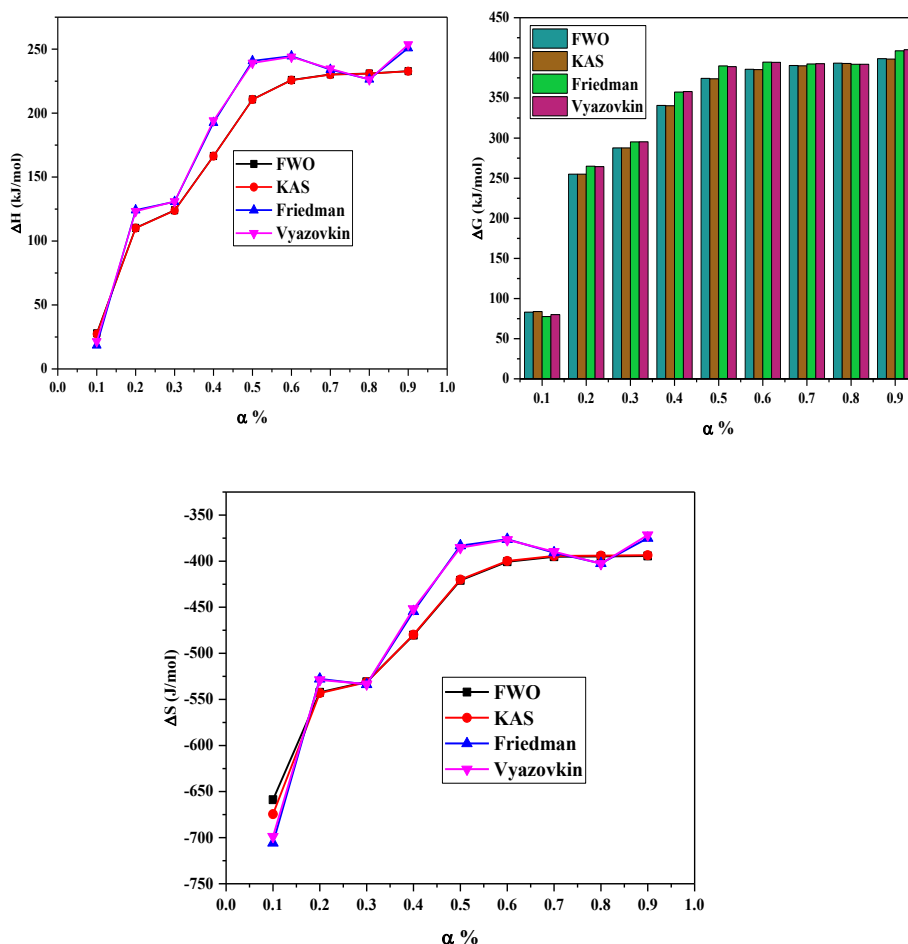 250
200
150
100
50
0
ΔH (kJ/mol)
FWO
KAS
Friedman
Vyazovkin
0.0 0.1 0.2 0.3 0.4 0.5 0.6 0.7 0.8 0.9 1.0
α %
450
400
350
300
250
200
150
100
50
0
ΔG (kJ/mol)
FWO
KAS
Friedman
Vyazovkin
0.1 0.2 0.3 0.4 0.5 0.6 0.7 0.8 0.9
α %
-350
-400
-450
-500
-550
-600
-650
-700
-750
ΔS (J/mol)
FWO
KAS
Friedman
Vyazovkin
0.0 0.1 0.2 0.3 0.4 0.5 0.6 0.7 0.8 0.9 1.0
α %